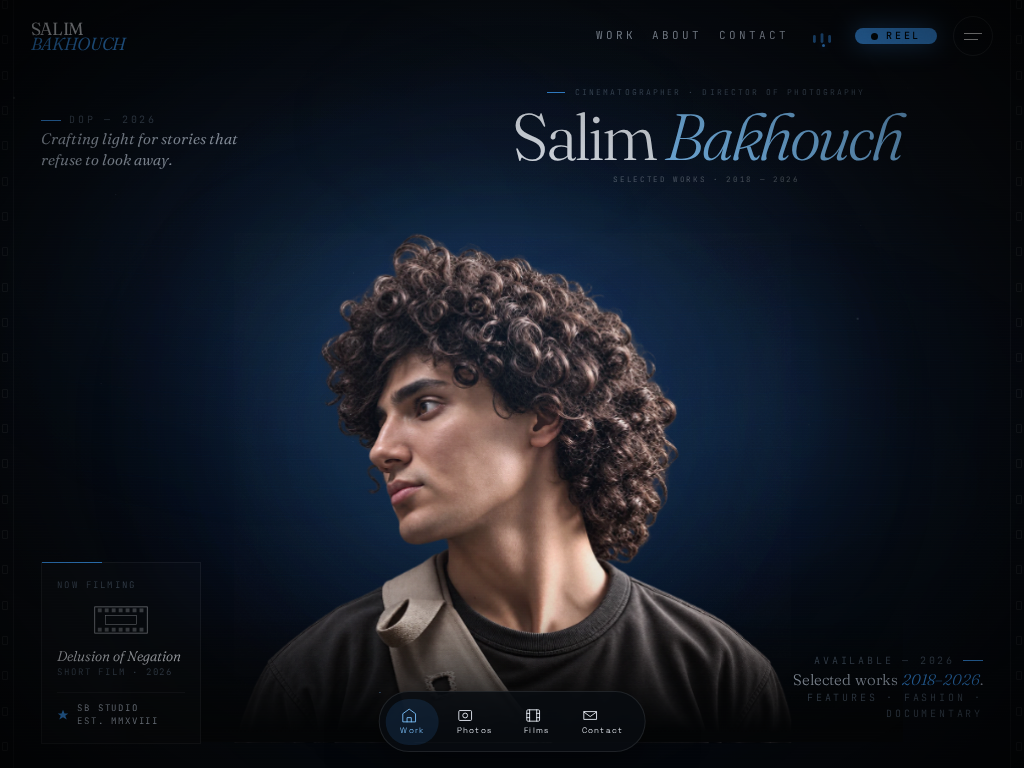 SALIM
BAKHOUCH
WORK ABOUT CONTACT
REEL
CINEMATOGRAPHER · DIRECTOR OF PHOTOGRAPHY
Salim Bakhouch
SELECTED WORKS · 2018 — 2026
DOP — 2026
Crafting light for stories that
refuse to look away.
NOW FILMING
Delusion of Negation
SHORT FILM · 2026
SB STUDIO
EST. MMXVIII
AVAILABLE — 2026
Selected works 2018–2026.
FEATURES · FASHION ·
DOCUMENTARY
Work Photos Films Contact